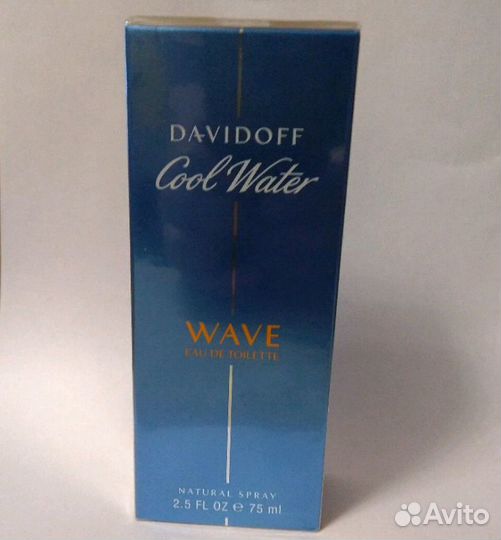 DAVIDOFF
Cool Water
WAVE
EAU DE TOILETTE
NATURAL SPRAY
2.5 FL OZ e 75 ml
Avito